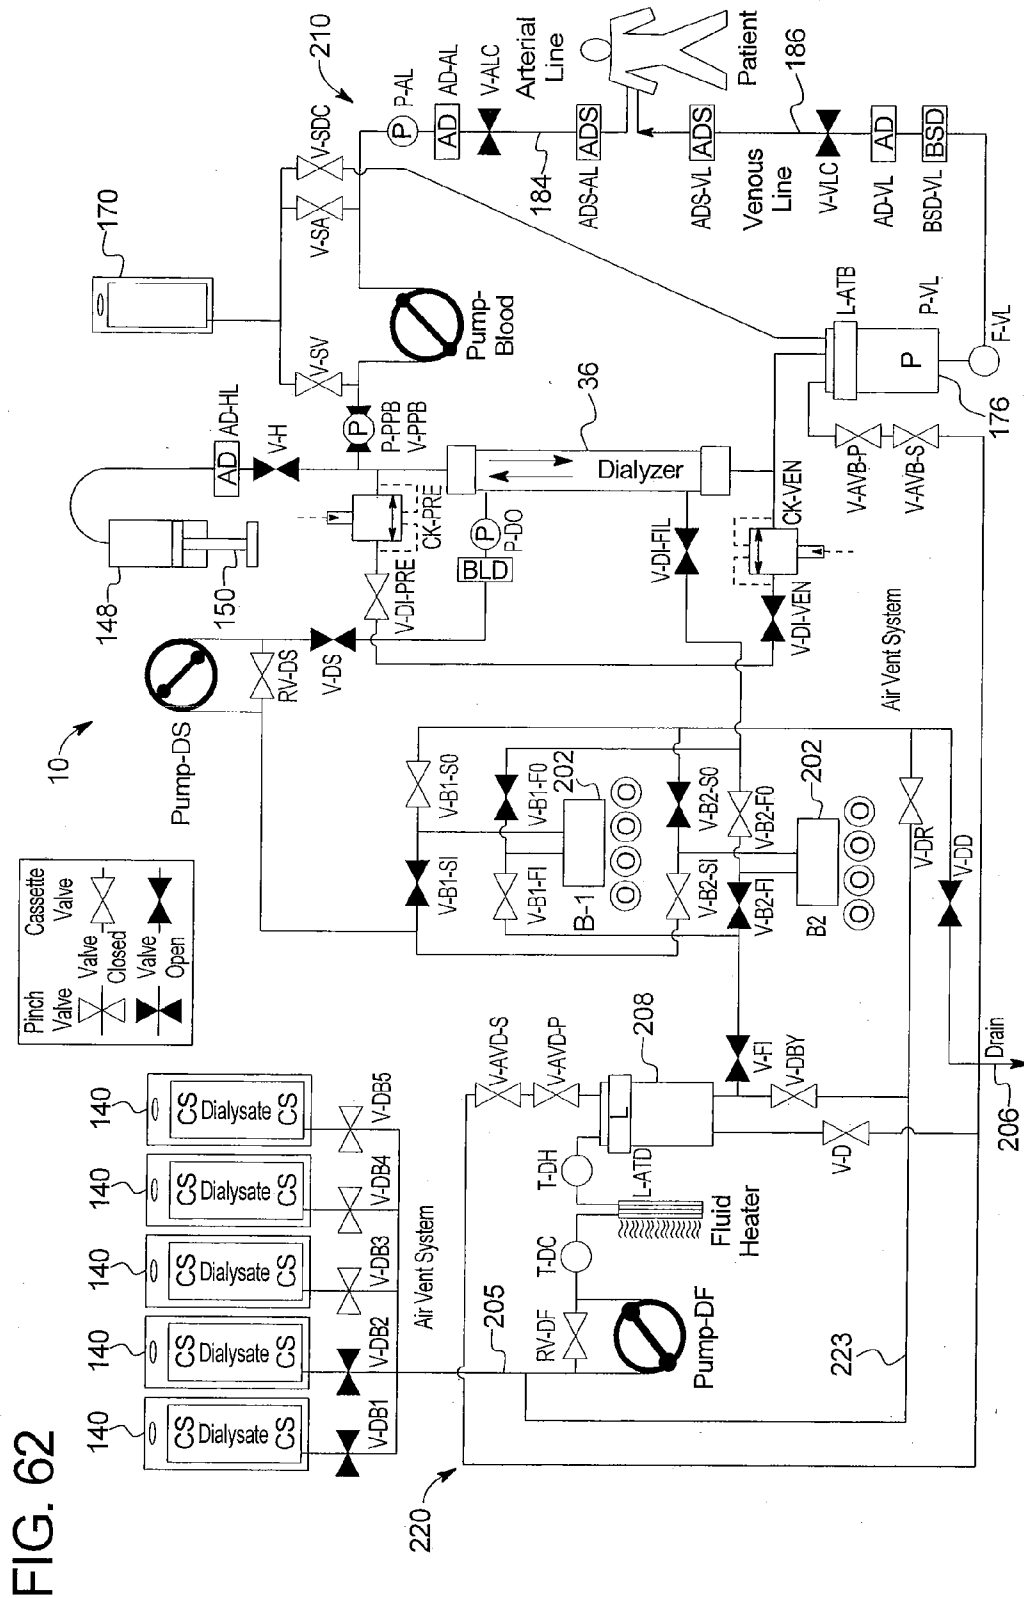 FIG. 62
10
Pinch
Valve
Cassette
Valve
Valve
Closed
Valve
Open
140
CS Dialysate CS
V-DB1
140
CS Dialysate CS
V-DB2
140
CS Dialysate CS
V-DB3
140
CS Dialysate CS
V-DB4
140
CS Dialysate CS
V-DB5
Air Vent System
220
205
RV-DF
Pump-DF
T-DC
Fluid
Heater
T-DH
L-ATD
L
208
V-AVD-S
V-AVD-P
V-FI
V-DBY
V-D
223
206
Drain
Pump-DS
RV-DS
V-DS
V-B1-SI
V-B1-S0
V-B1-FI
V-B1-F0
B-1
202
V-B2-SI
V-B2-S0
V-B2-FI
V-B2-F0
B2
202
V-DR
V-DD
Air Vent System
148
150
AD
AD-HL
V-H
170
V-SV
V-SA
V-SDC
210
P
P-PPB
V-PPB
Pump-
Blood
CK-PRE
V-DI-PRE
BLD
P
P-DO
Dialyzer
36
V-DI-FIL
V-DI-VEN
CK-VEN
P
P-AL
AD
AD-AL
V-ALC
Arterial
Line
184
ADS
ADS-AL
Patient
ADS
ADS-VL
Venous
Line
186
V-VLC
AD
AD-VL
BSD
BSD-VL
L-ATB
P
P-VL
F-VL
176
V-AVB-P
V-AVB-S